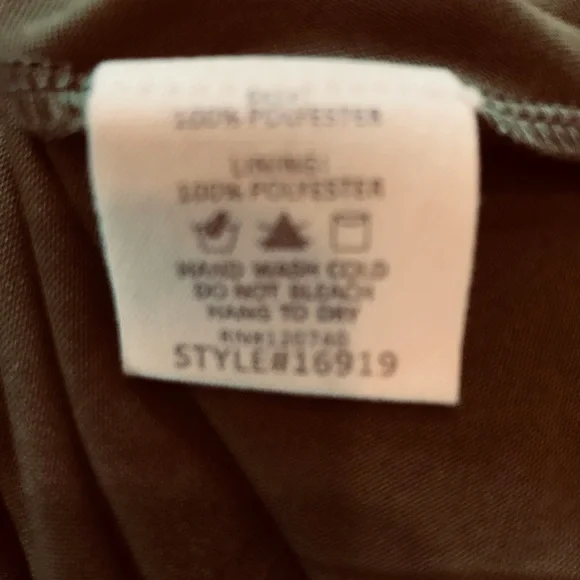 100% POLYESTER
LINING:
100% POLYESTER
HAND WASH COLD
DO NOT BLEACH
HANG TO DRY
STYLE#16919